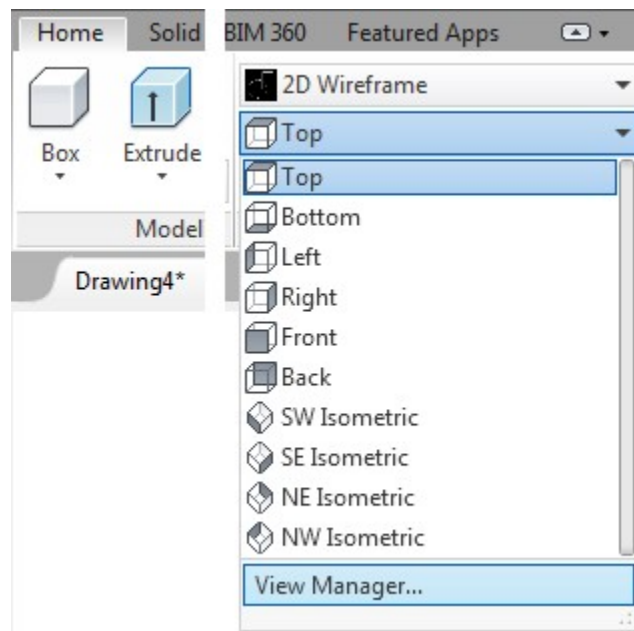 Home Solid BIM 360 Featured Apps
2D Wireframe
Top
Box Extrude
Top
Bottom
Model
Left
Drawing4*
Right
Front
Back
SW Isometric
SE Isometric
NE Isometric
NW Isometric
View Manager...